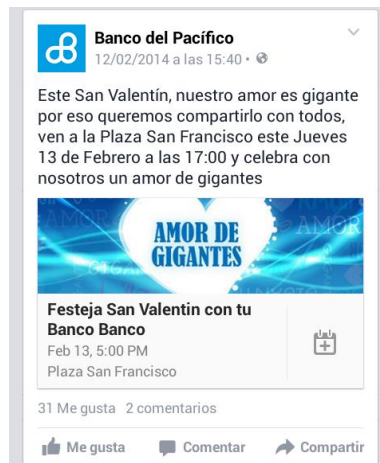 Banco del Pacífico
12/02/2014 a las 15:40 •
Este San Valentín, nuestro amor es gigante
por eso queremos compartirlo con todos,
ven a la Plaza San Francisco este Jueves
13 de Febrero a las 17:00 y celebra con
nosotros un amor de gigantes
AMOR AMOR
AMOR DE
GIGANTES
Festeja San Valentin con tu
Banco Banco
Feb 13, 5:00 PM
Plaza San Francisco
31 Me gusta 2 comentarios
Me gusta Comentar Compartir